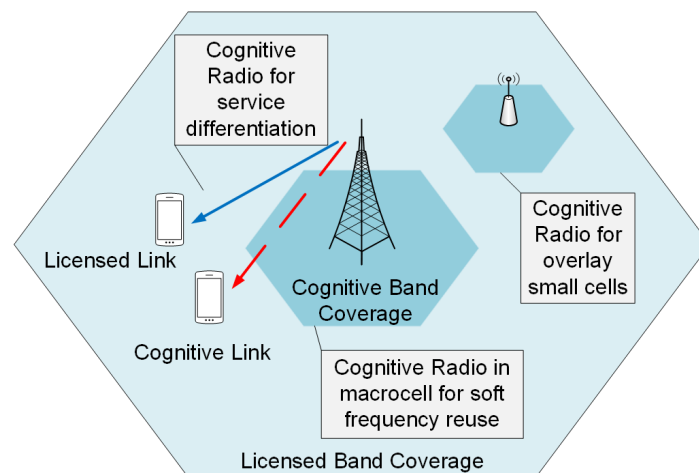 Cognitive
Radio for
service
differentiation
Licensed Link
Cognitive Link
Cognitive Band
Coverage
Cognitive
Radio for
overlay
small cells
Cognitive Radio in
macrocell for soft
frequency reuse
Licensed Band Coverage